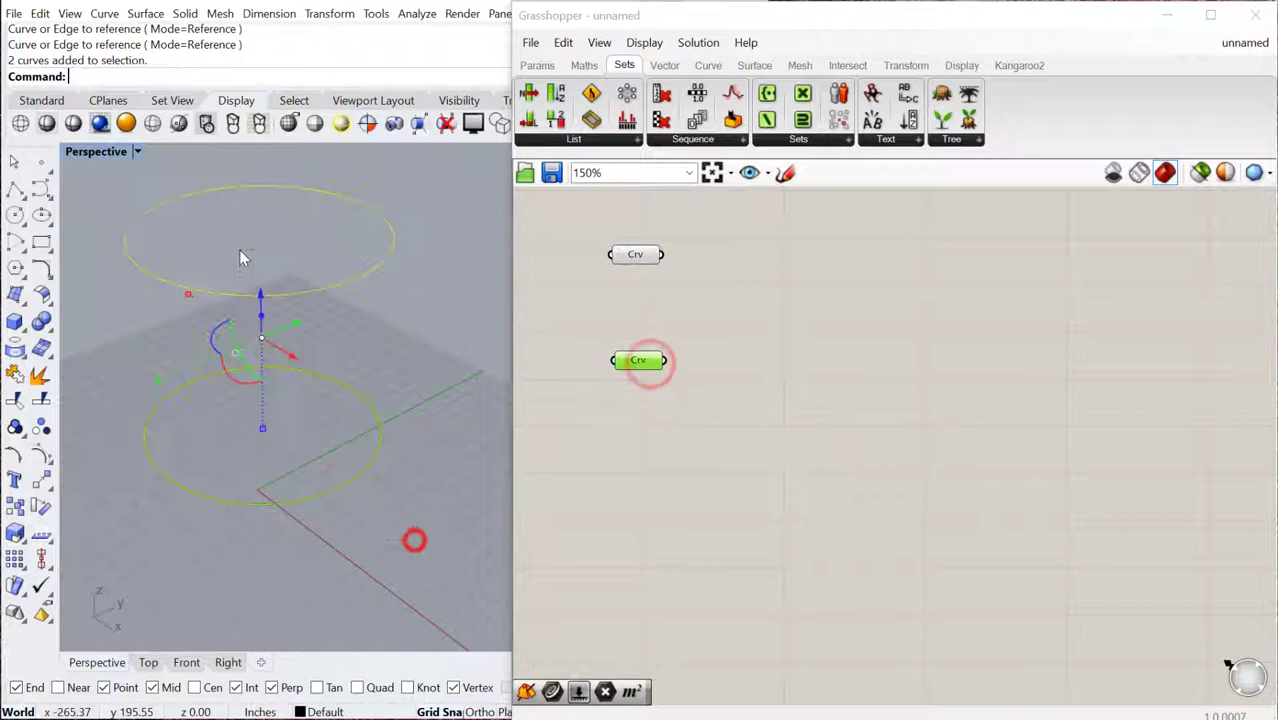 File Edit View Curve Surface Solid Mesh Dimension Transform Tools Analyze Render Panels
Curve or Edge to reference ( Mode=Reference )
Curve or Edge to reference ( Mode=Reference )
2 curves added to selection.
Command:
Standard CPlanes Set View Display Select Viewport Layout Visibility
Perspective
z
y
x
Perspective Top Front Right
End Near Point Mid Cen Int Perp Tan Quad Knot Vertex
World x -265.37 y 195.55 z 0.00 Inches Default Grid Sna Ortho
Grasshopper - unnamed
File Edit View Display Solution Help unnamed
Params Maths Sets Vector Curve Surface Mesh Intersect Transform Display Kangaroo2
List Sequence Sets Text Tree
150%
Crv
Crv
m²
1.0.0007